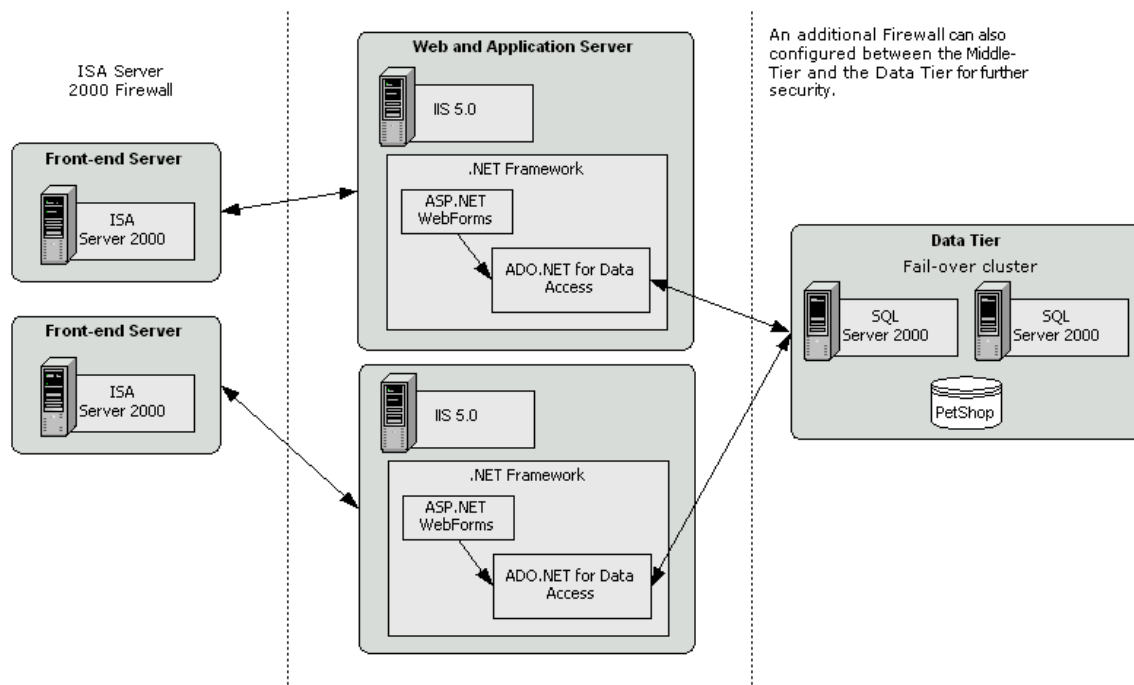 ISA Server
2000 Firewall
Front-end Server
ISA
Server 2000
Front-end Server
ISA
Server 2000
Web and Application Server
IIS 5.0
.NET Framework
ASP.NET
WebForms
ADO.NET for Data
Access
IIS 5.0
.NET Framework
ASP.NET
WebForms
ADO.NET for Data
Access
An additional Firewall can also
configured between the Middle-
Tier and the Data Tier for further
security.
Data Tier
Fail-over cluster
SQL
Server 2000
SQL
Server 2000
PetShop